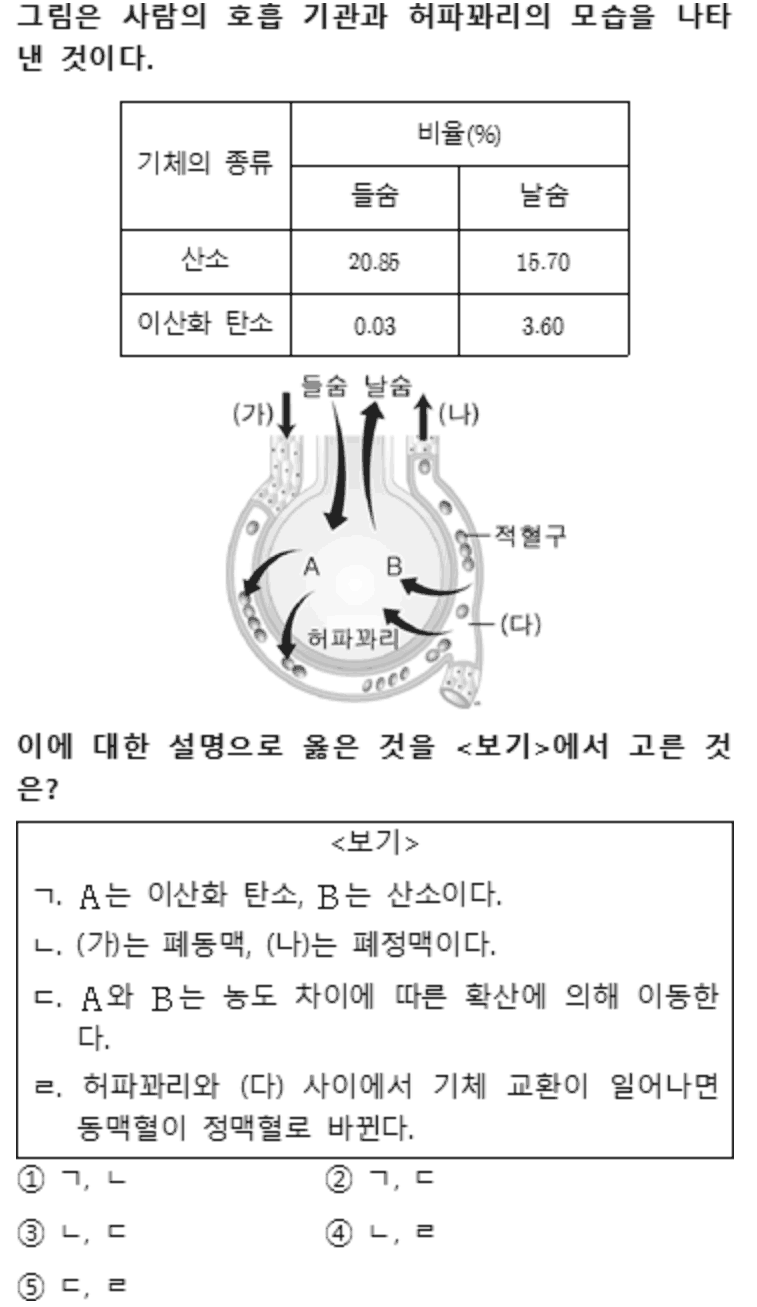 그림은 사람의 호흡 기관과 허파꽈리의 모습을 나타
낸 것이다.
기체의 종류 비율(%)
들숨 날숨
산소 20.85 15.70
이산화 탄소 0.03 3.60
들숨 날숨
(가) (나)
적혈구
A B
허파꽈리 (다)
이에 대한 설명으로 옳은 것을 <보기>에서 고른 것
은?
<보기>
ㄱ. A는 이산화 탄소, B는 산소이다.
ㄴ. (가)는 폐동맥, (나)는 폐정맥이다.
ㄷ. A와 B는 농도 차이에 따른 확산에 의해 이동한
다.
ㄹ. 허파꽈리와 (다) 사이에서 기체 교환이 일어나면
동맥혈이 정맥혈로 바뀐다.
① ㄱ, ㄴ ② ㄱ, ㄷ
③ ㄴ, ㄷ ④ ㄴ, ㄹ
⑤ ㄷ, ㄹ